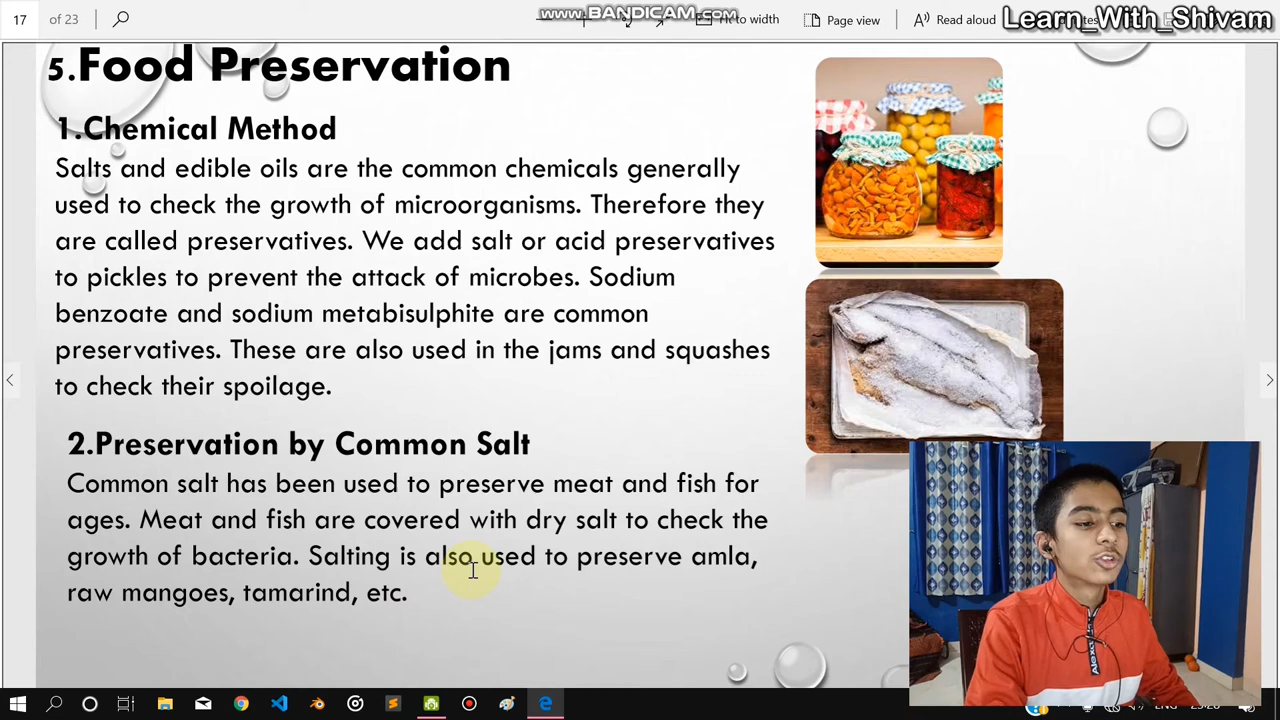 17 of 23
www.BANDICAM.com
Fit to width
Page view
Read aloud
Learn_With_Shivam
5.Food Preservation
1.Chemical Method
Salts and edible oils are the common chemicals generally
used to check the growth of microorganisms. Therefore they
are called preservatives. We add salt or acid preservatives
to pickles to prevent the attack of microbes. Sodium
benzoate and sodium metabisulphite are common
preservatives. These are also used in the jams and squashes
to check their spoilage.
2.Preservation by Common Salt
Common salt has been used to preserve meat and fish for
ages. Meat and fish are covered with dry salt to check the
growth of bacteria. Salting is also used to preserve amla,
raw mangoes, tamarind, etc.